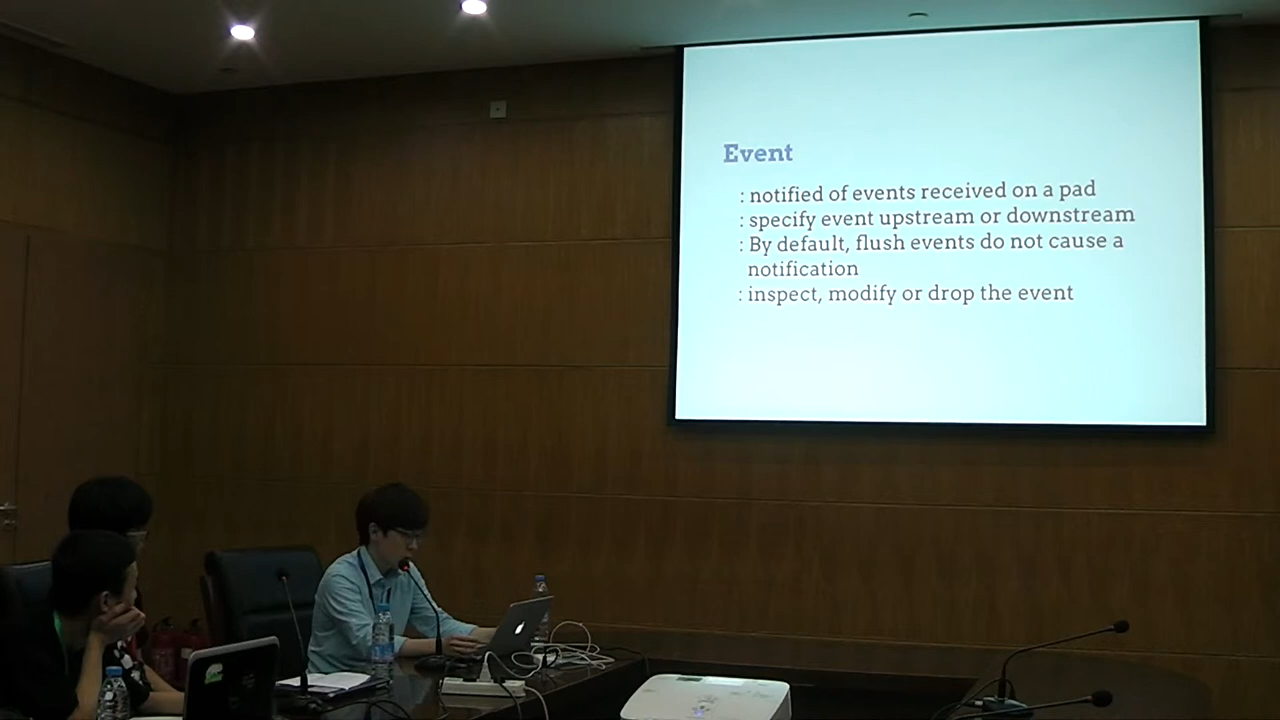 Event
: notified of events received on a pad
: specify event upstream or downstream
: By default, flush events do not cause a
notification
: inspect, modify or drop the event